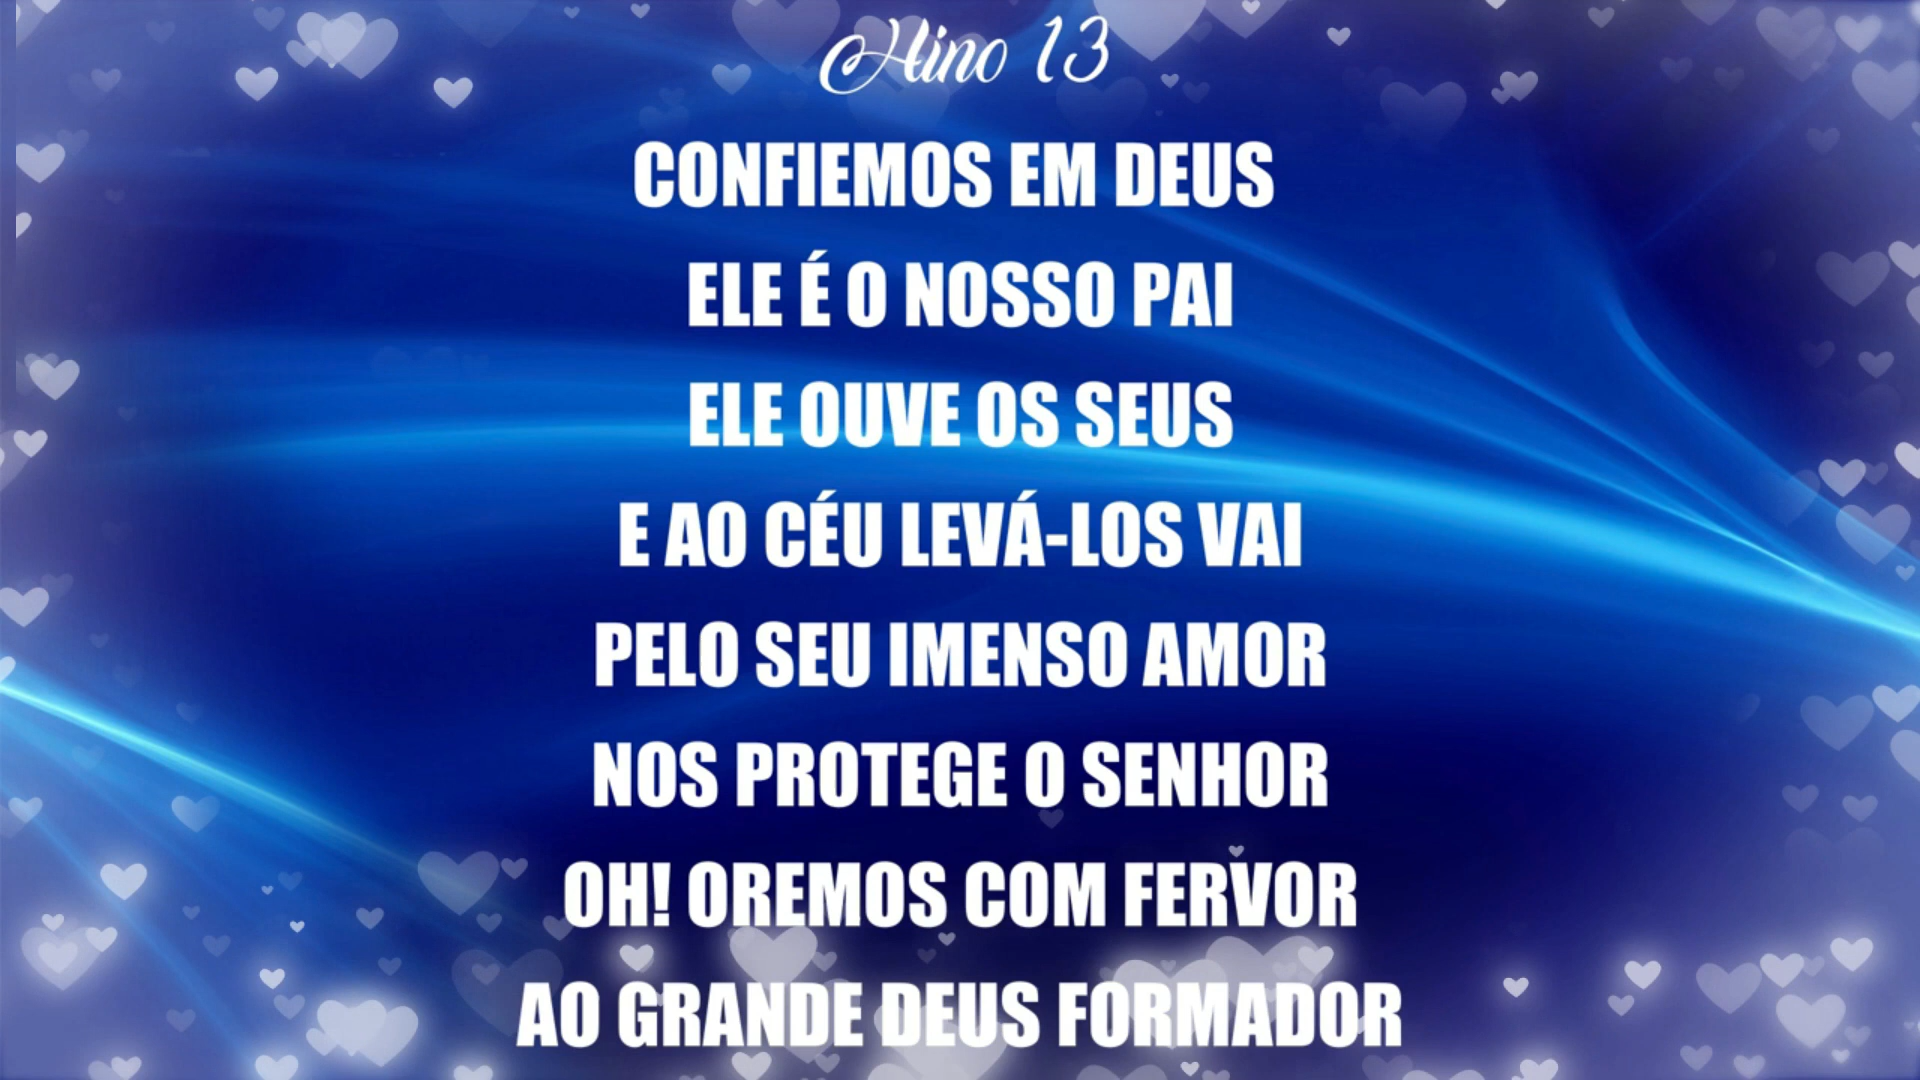 Hino 13
CONFIEMOS EM DEUS
ELE É O NOSSO PAI
ELE OUVE OS SEUS
E AO CÉU LEVÁ-LOS VAI
PELO SEU IMENSO AMOR
NOS PROTEGE O SENHOR
OH! OREMOS COM FERVOR
AO GRANDE DEUS FORMADOR